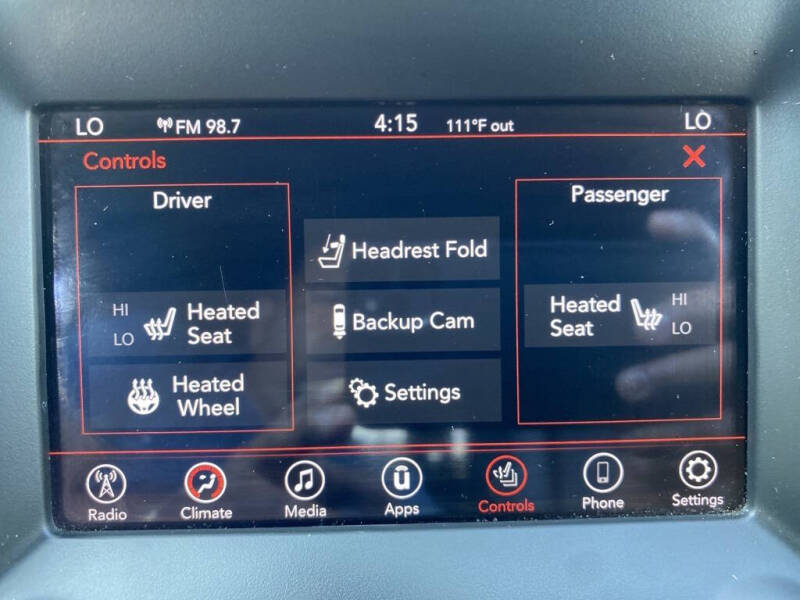 LO FM 98.7 4:15 111°F out LO
Controls
Driver
Passenger
Headrest Fold
HI
LO
Heated
Seat
Backup Cam
Heated
Seat
HI
LO
Heated
Wheel
Settings
Radio Climate Media Apps Controls Phone Settings